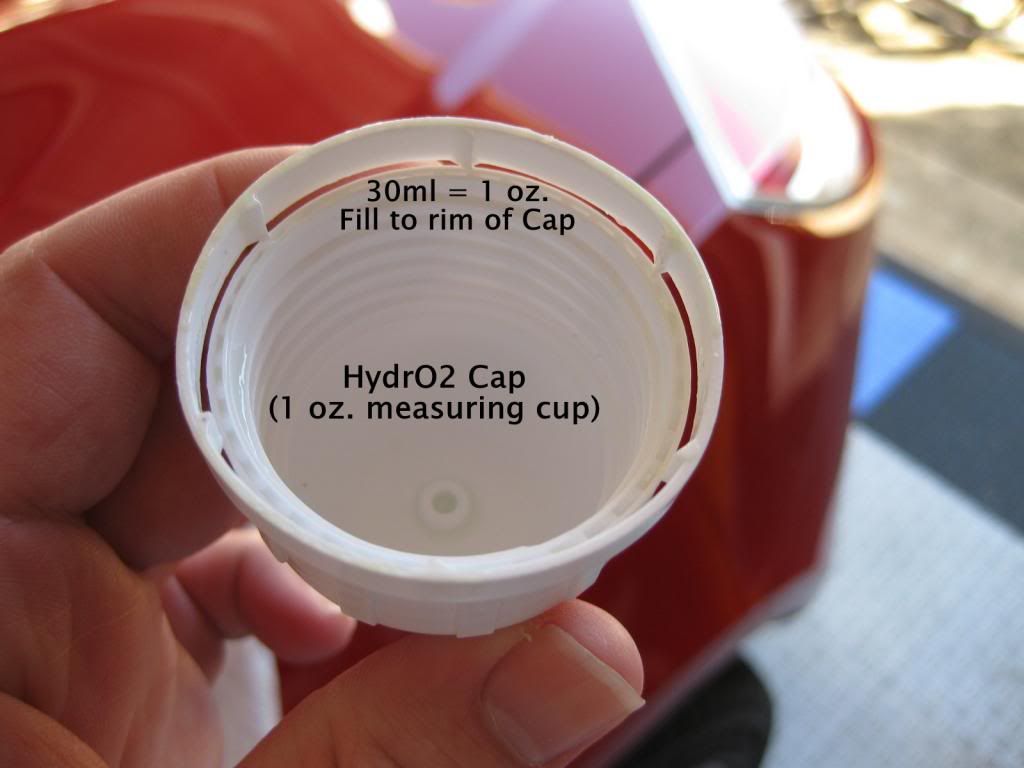 30ml = 1 oz.
Fill to rim of Cap
HydrO2 Cap
(1 oz. measuring cup)